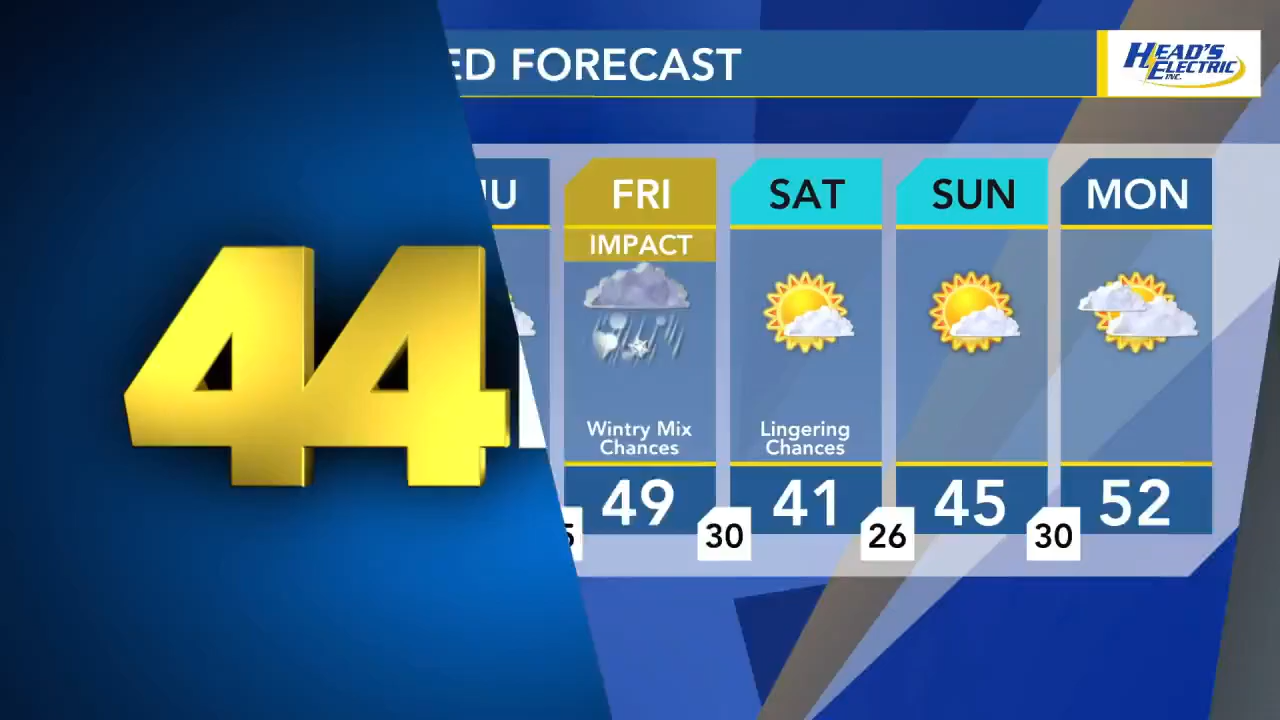 ED FORECAST
HEAD'S
ELECTRIC
INC.
44
FRI
SAT
SUN
MON
IMPACT
Wintry Mix
Chances
Lingering
Chances
49
41
45
52
30
26
30